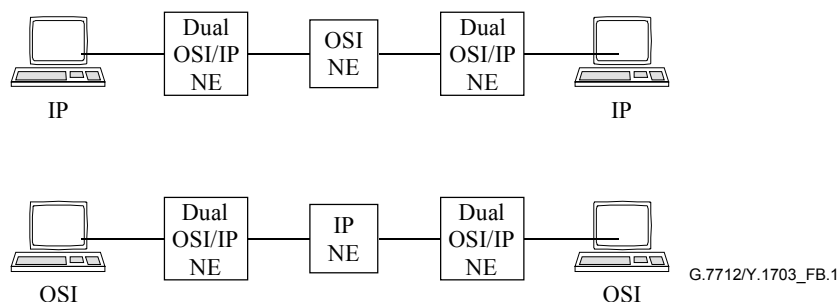 Dual
OSI/IP
NE
OSI
NE
Dual
OSI/IP
NE
IP
IP
Dual
OSI/IP
NE
IP
NE
Dual
OSI/IP
NE
OSI
OSI
G.7712/Y.1703_FB.1